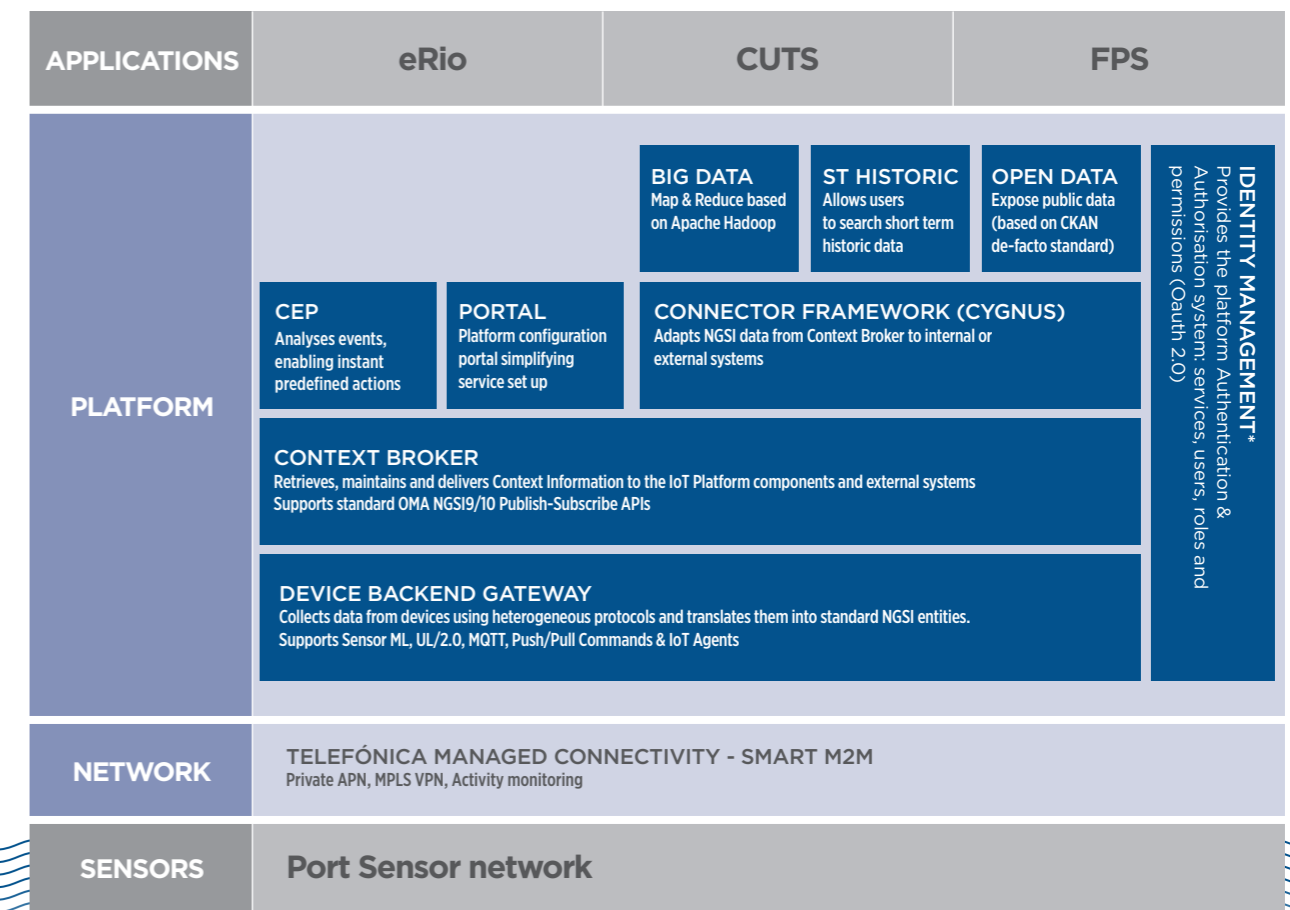 APPLICATIONS
eRio
CUTS
FPS
PLATFORM
BIG DATA
Map & Reduce based
on Apache Hadoop
ST HISTORIC
Allows users
to search short term
historic data
OPEN DATA
Expose public data
(based on CKAN
de-facto standard)
IDENTITY MANAGEMENT*
Provides the platform Authentication &
Authorisation system: services, users, roles and
permissions (Oauth 2.0)
CEP
Analyses events,
enabling instant
predefined actions
PORTAL
Platform configuration
portal simplifying
service set up
CONNECTOR FRAMEWORK (CYGNUS)
Adapts NGSI data from Context Broker to internal or
external systems
CONTEXT BROKER
Retrieves, maintains and delivers Context Information to the IoT Platform components and external systems
Supports standard OMA NGSI9/10 Publish-Subscribe APIs
DEVICE BACKEND GATEWAY
Collects data from devices using heterogeneous protocols and translates them into standard NGSI entities.
Supports Sensor ML, UL/2.0, MQTT, Push/Pull Commands & IoT Agents
NETWORK
TELEFÓNICA MANAGED CONNECTIVITY - SMART M2M
Private APN, MPLS VPN, Activity monitoring
SENSORS
Port Sensor network